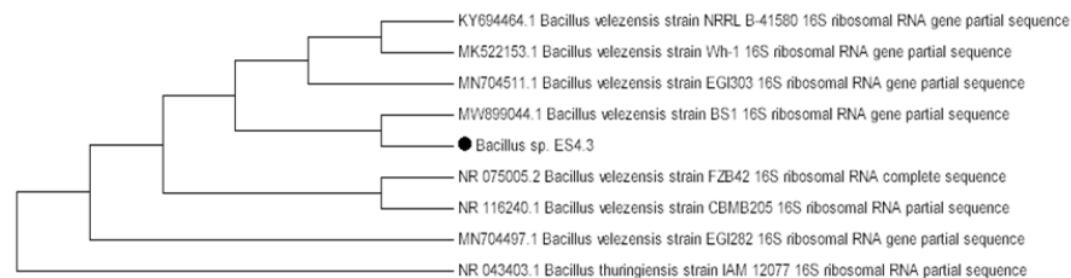 KY694464.1 Bacillus velezensis strain NRRL B-41580 16S ribosomal RNA gene partial sequence
MK522153.1 Bacillus velezensis strain Wh-1 16S ribosomal RNA gene partial sequence
MN704511.1 Bacillus velezensis strain EGI303 16S ribosomal RNA gene partial sequence
MW899044.1 Bacillus velezensis strain BS1 16S ribosomal RNA gene partial sequence
Bacillus sp. ES4.3
NR 075005.2 Bacillus velezensis strain FZB42 16S ribosomal RNA complete sequence
NR 116240.1 Bacillus velezensis strain CBMB205 16S ribosomal RNA partial sequence
MN704497.1 Bacillus velezensis strain EGI282 16S ribosomal RNA gene partial sequence
NR 043403.1 Bacillus thuringiensis strain IAM 12077 16S ribosomal RNA partial sequence